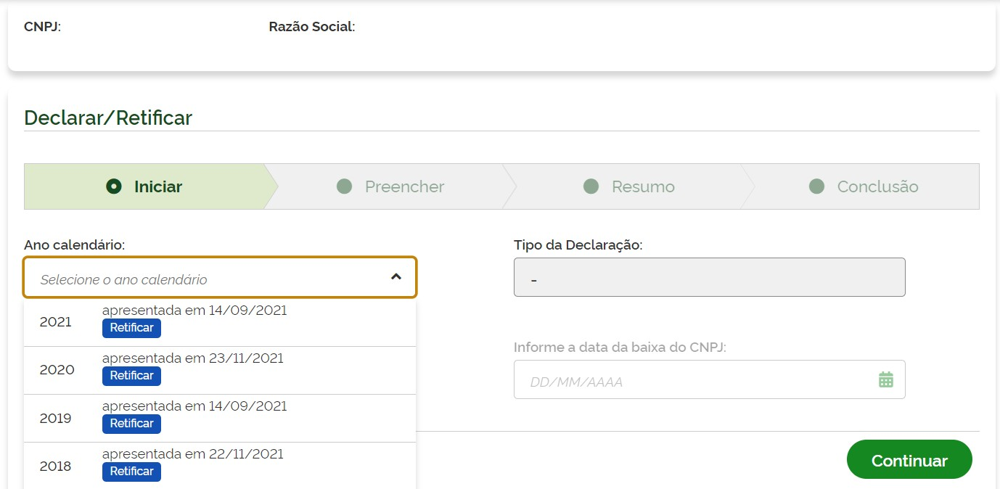 CNPJ: Razão Social:
Declarar/Retificar
Iniciar Preencher Resumo Conclusão
Ano calendário: Tipo da Declaração:
Selecione o ano calendário -
2021 apresentada em 14/09/2021
Retificar
2020 apresentada em 23/11/2021
Retificar
2019 apresentada em 14/09/2021
Retificar
2018 apresentada em 22/11/2021
Retificar
Informe a data da baixa do CNPJ:
DD/MM/AAAA
Continuar